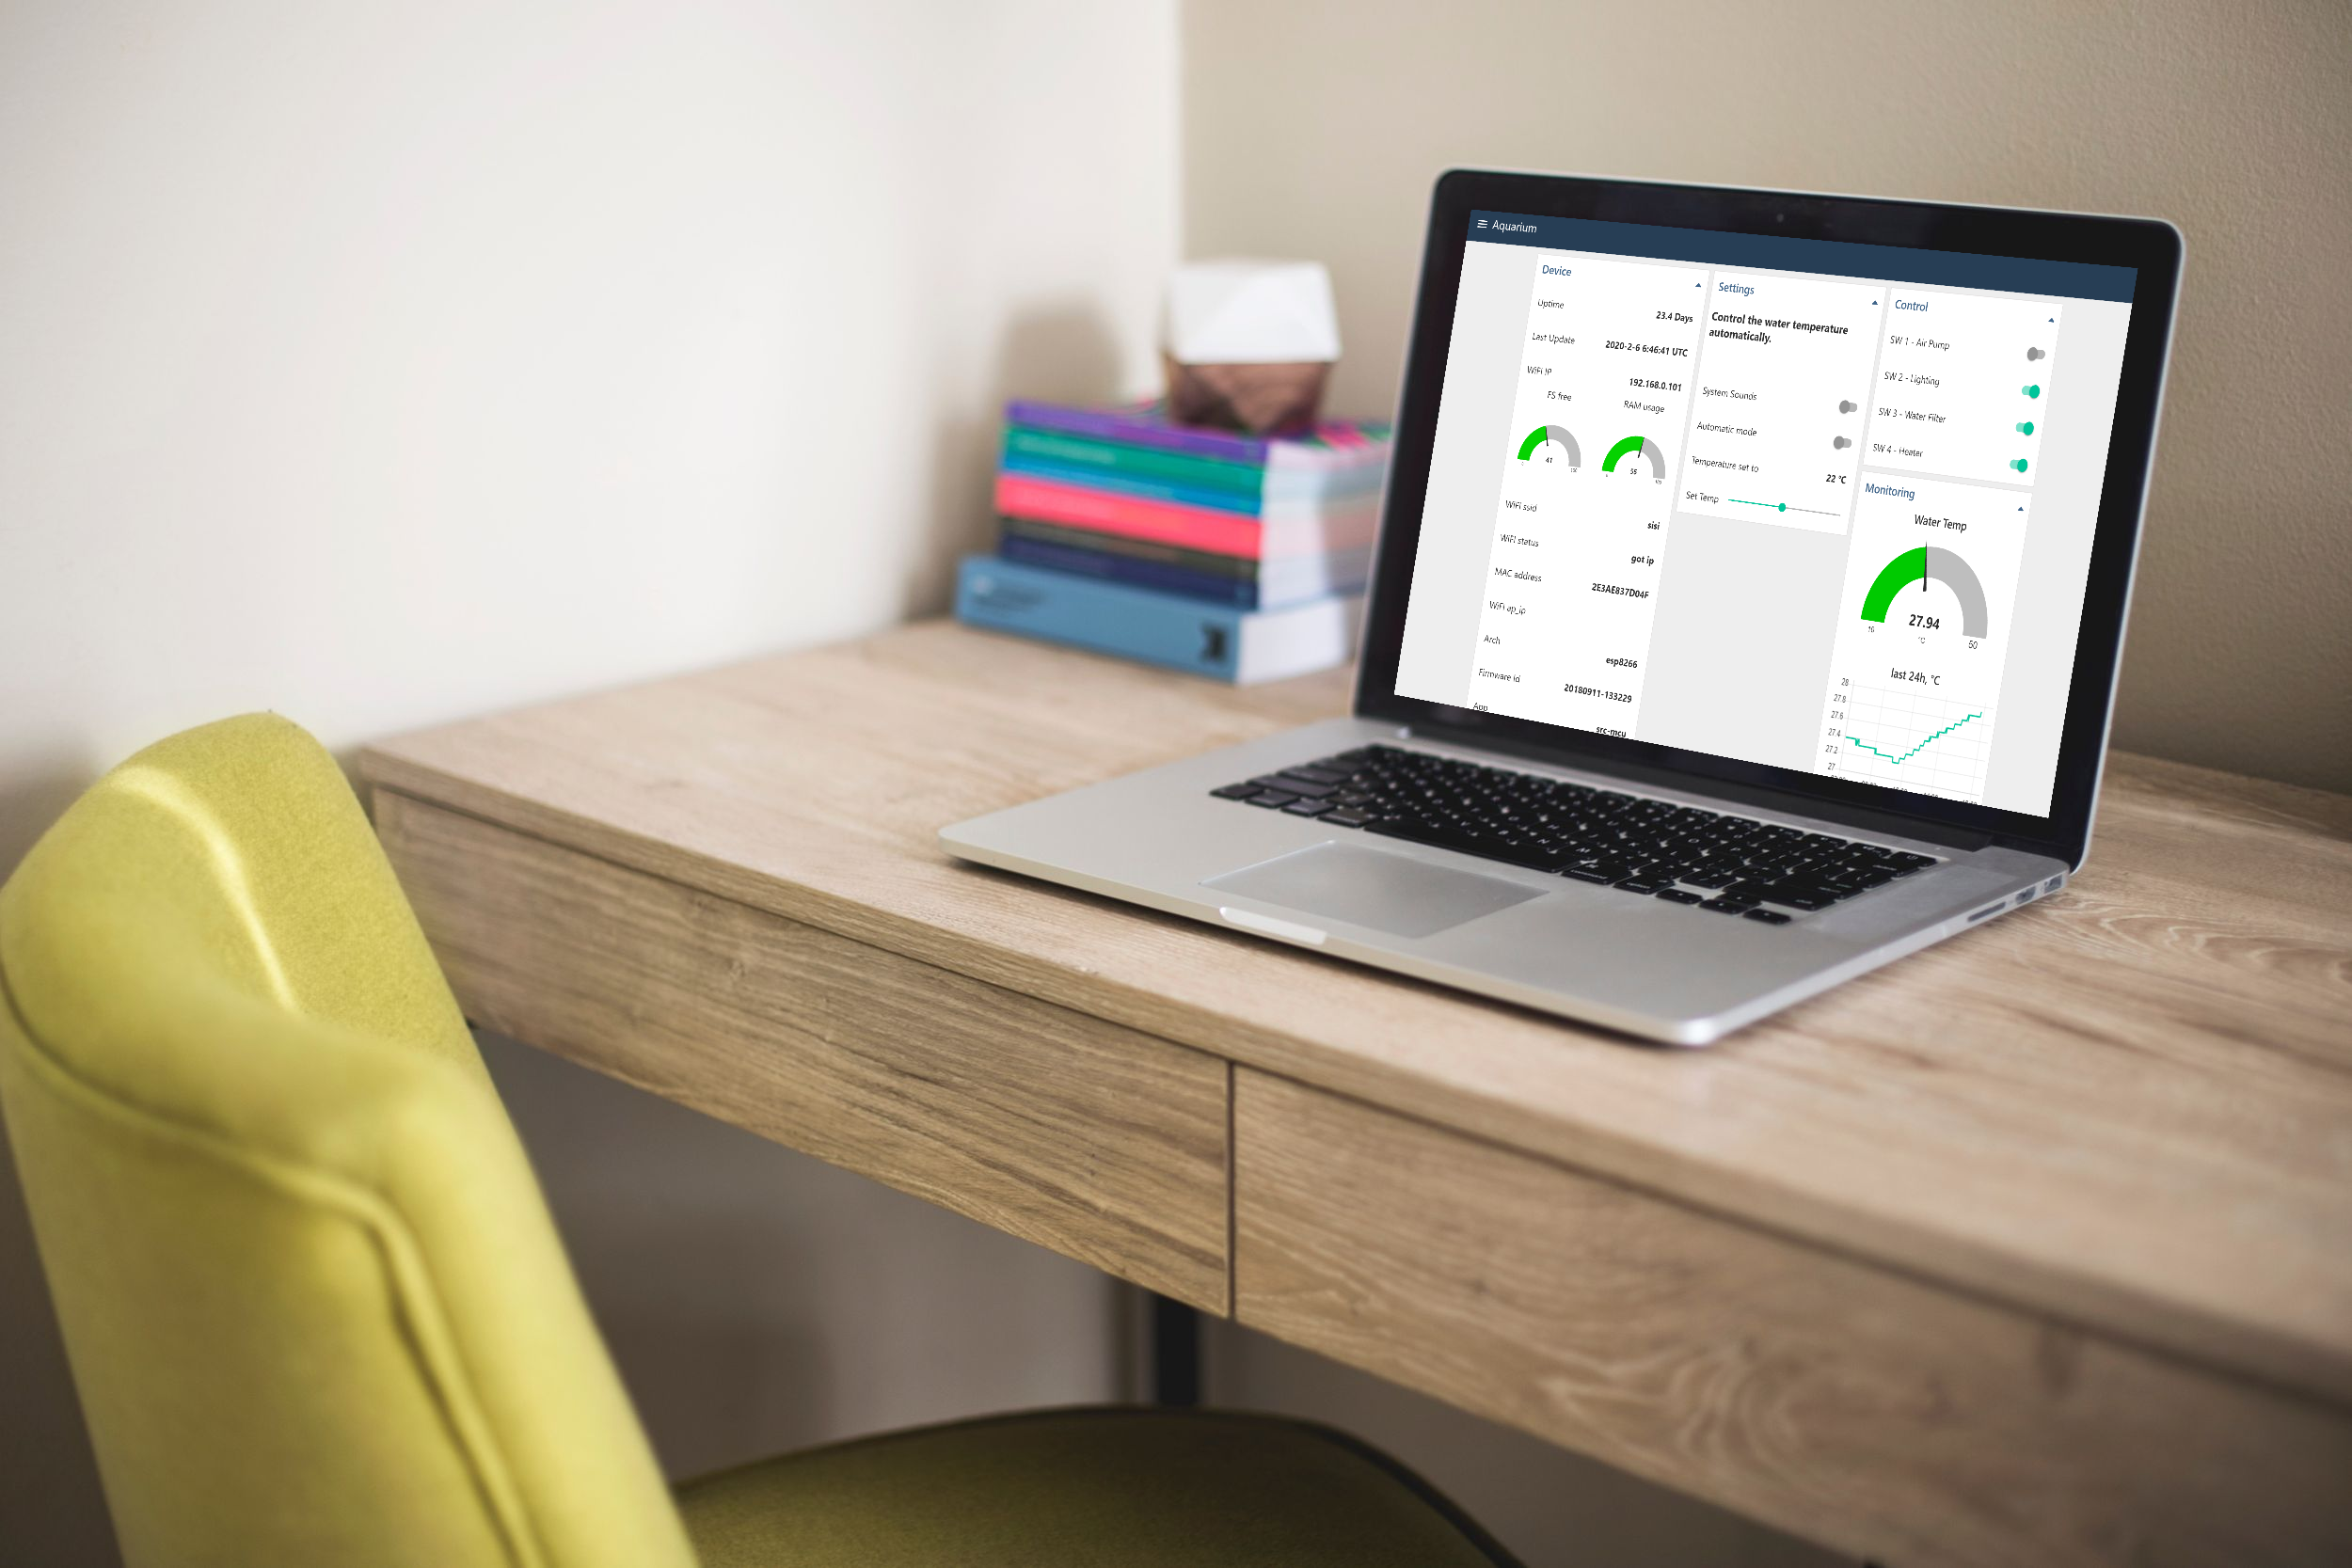 Aquarium
Device
Uptime
23.4 Days
Last Update
2020-2-6 6:46:41 UTC
WiFi IP
192.168.0.101
FS free
RAM usage
41
55
WiFi ssid
sisi
WiFi status
got ip
MAC address
2E3AE837D04F
WiFi ap_ip
Arch
esp8266
Firmware id
20180911-133229
App
src-mcu
Settings
Control the water temperature
automatically.
System Sounds
Automatic mode
Temperature set to
22 °C
Set Temp
Control
SW 1 - Air Pump
SW 2 - Lighting
SW 3 - Water Filter
SW 4 - Heater
Monitoring
Water Temp
27.94
°C
16
50
last 24h, °C
28
27.8
27.6
27.4
27.2
27